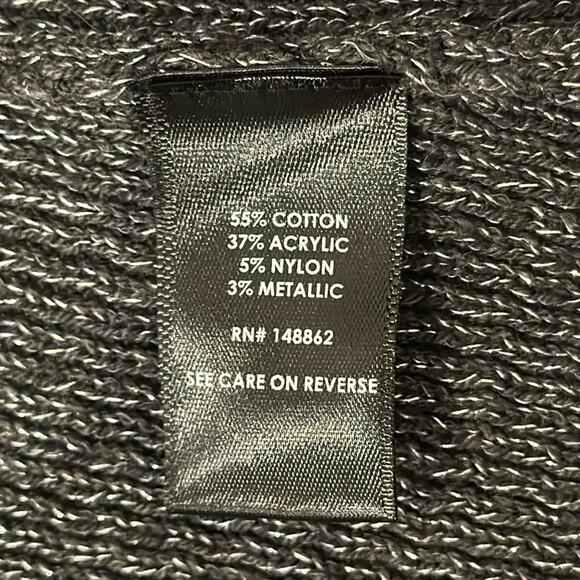 55% COTTON
37% ACRYLIC
5% NYLON
3% METALLIC
RN# 148862
SEE CARE ON REVERSE